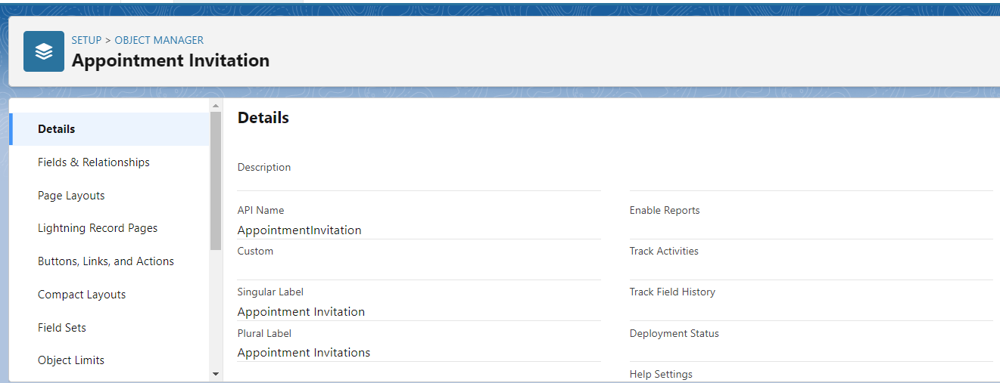 SETUP > OBJECT MANAGER
Appointment Invitation
Details
Fields & Relationships
Page Layouts
Lightning Record Pages
Buttons, Links, and Actions
Compact Layouts
Field Sets
Object Limits
Details
Description
API Name
AppointmentInvitation
Custom
Singular Label
Appointment Invitation
Plural Label
Appointment Invitations
Enable Reports
Track Activities
Track Field History
Deployment Status
Help Settings